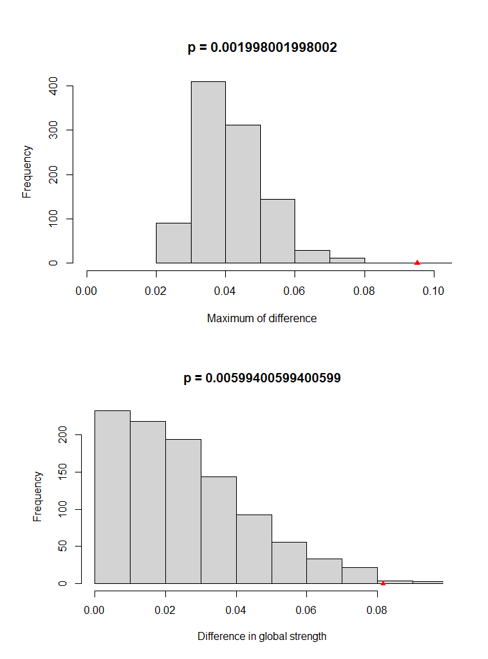 p = 0.001998001998002
Frequency
400
300
200
100
0
0.00 0.02 0.04 0.06 0.08 0.10
Maximum of difference
p = 0.00599400599400599
Frequency
200
150
100
50
0
0.00 0.02 0.04 0.06 0.08
Difference in global strength